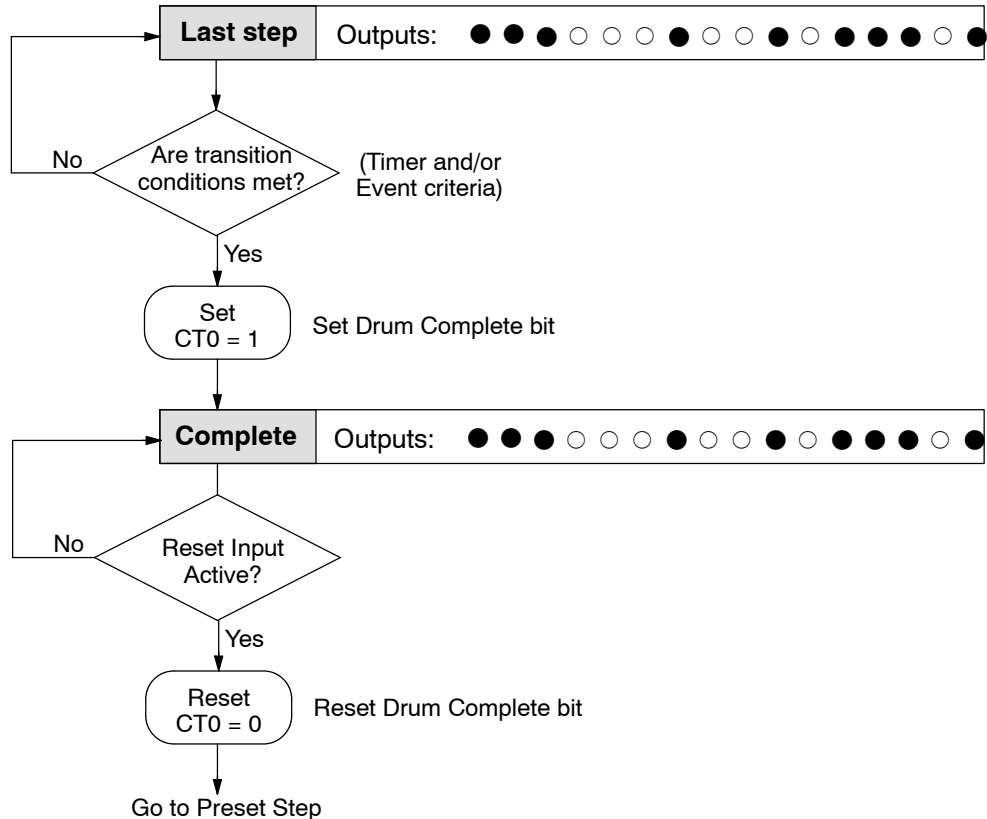 Last step Outputs:
No
Are transition
conditions met?
(Timer and/or
Event criteria)
Yes
Set
CT0 = 1
Set Drum Complete bit
Complete Outputs:
No
Reset Input
Active?
Yes
Reset
CT0 = 0
Reset Drum Complete bit
Go to Preset Step